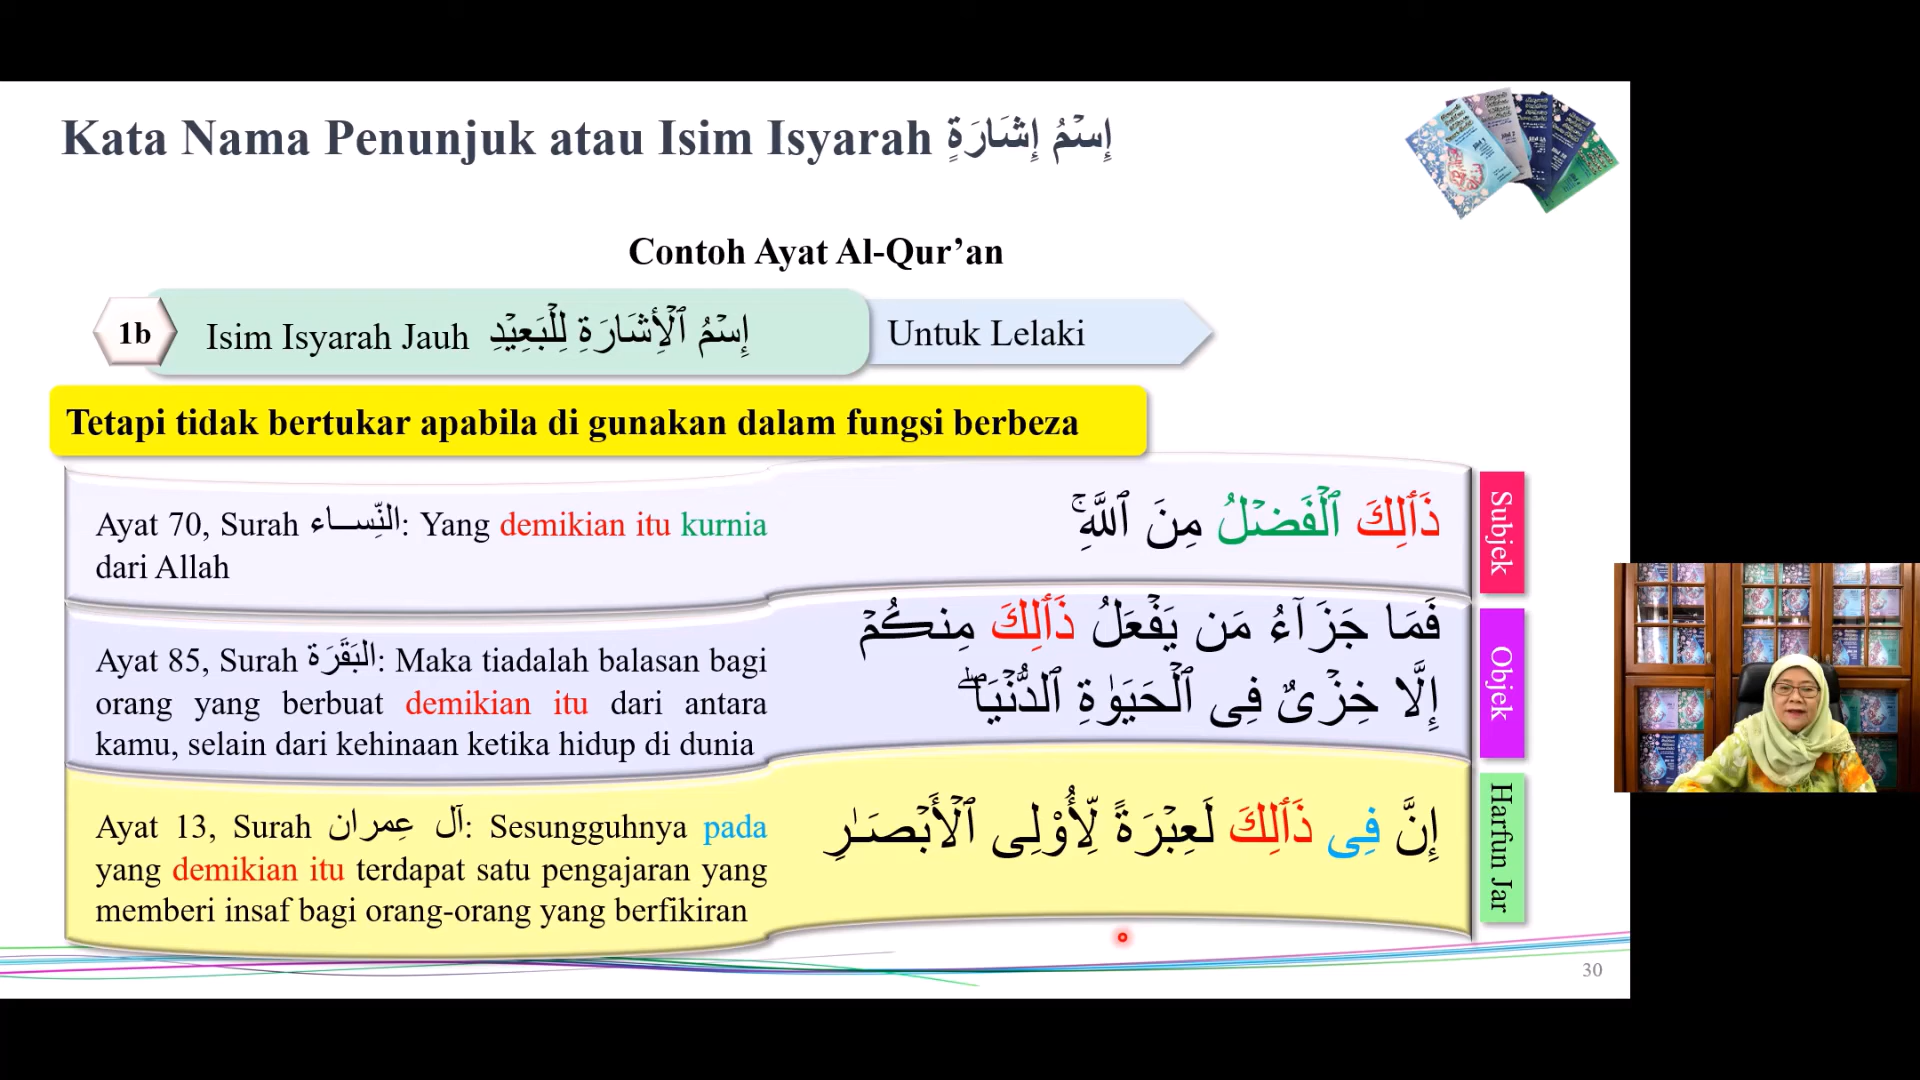 Kata Nama Penunjuk atau Isim Isyarah إِسْمُ إِشَارَةٍ
Contoh Ayat Al-Qur’an
1b
Isim Isyarah Jauh إِسْمُ ٱلْأِشَارَةِ لِلْبَعِيْدِ
Untuk Lelaki
Tetapi tidak bertukar apabila di gunakan dalam fungsi berbeza
Ayat 70, Surah النِّســاء: Yang demikian itu kurnia
dari Allah
ذَٲلِكَ ٱلْفَضْلُ مِنَ ٱللَّهِۚ
Subjek
Ayat 85, Surah البَقَرَة: Maka tiadalah balasan bagi
orang yang berbuat demikian itu dari antara
kamu, selain dari kehinaan ketika hidup di dunia
فَمَا جَزَآءُ مَن يَفْعَلُ ذَٲلِكَ مِنكُمْ
إِلَّا خِزْىٌ فِى ٱلْحَيَوٰةِ ٱلدُّنْيَاۖ
Objek
Ayat 13, Surah آل عِمران: Sesungguhnya pada
yang demikian itu terdapat satu pengajaran yang
memberi insaf bagi orang-orang yang berfikiran
إِنَّ فِى ذَٲلِكَ لَعِبْرَةً لِّأُوْلِى ٱلْأَبْصَـٰرِ
Harfun Jar
30